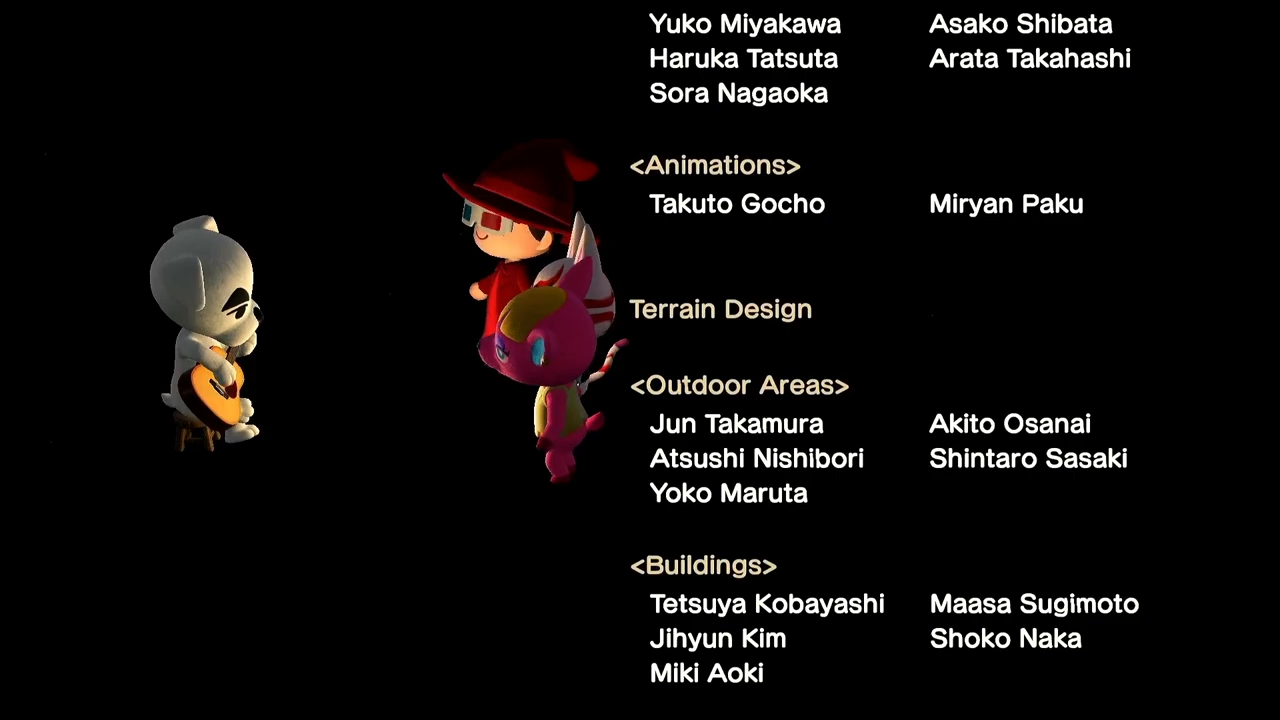 Yuko Miyakawa Asako Shibata
Haruka Tatsuta Arata Takahashi
Sora Nagaoka
<Animations>
Takuto Gocho Miryan Paku
Terrain Design
<Outdoor Areas>
Jun Takamura Akito Osanai
Atsushi Nishibori Shintaro Sasaki
Yoko Maruta
<Buildings>
Tetsuya Kobayashi Maasa Sugimoto
Jihyun Kim Shoko Naka
Miki Aoki